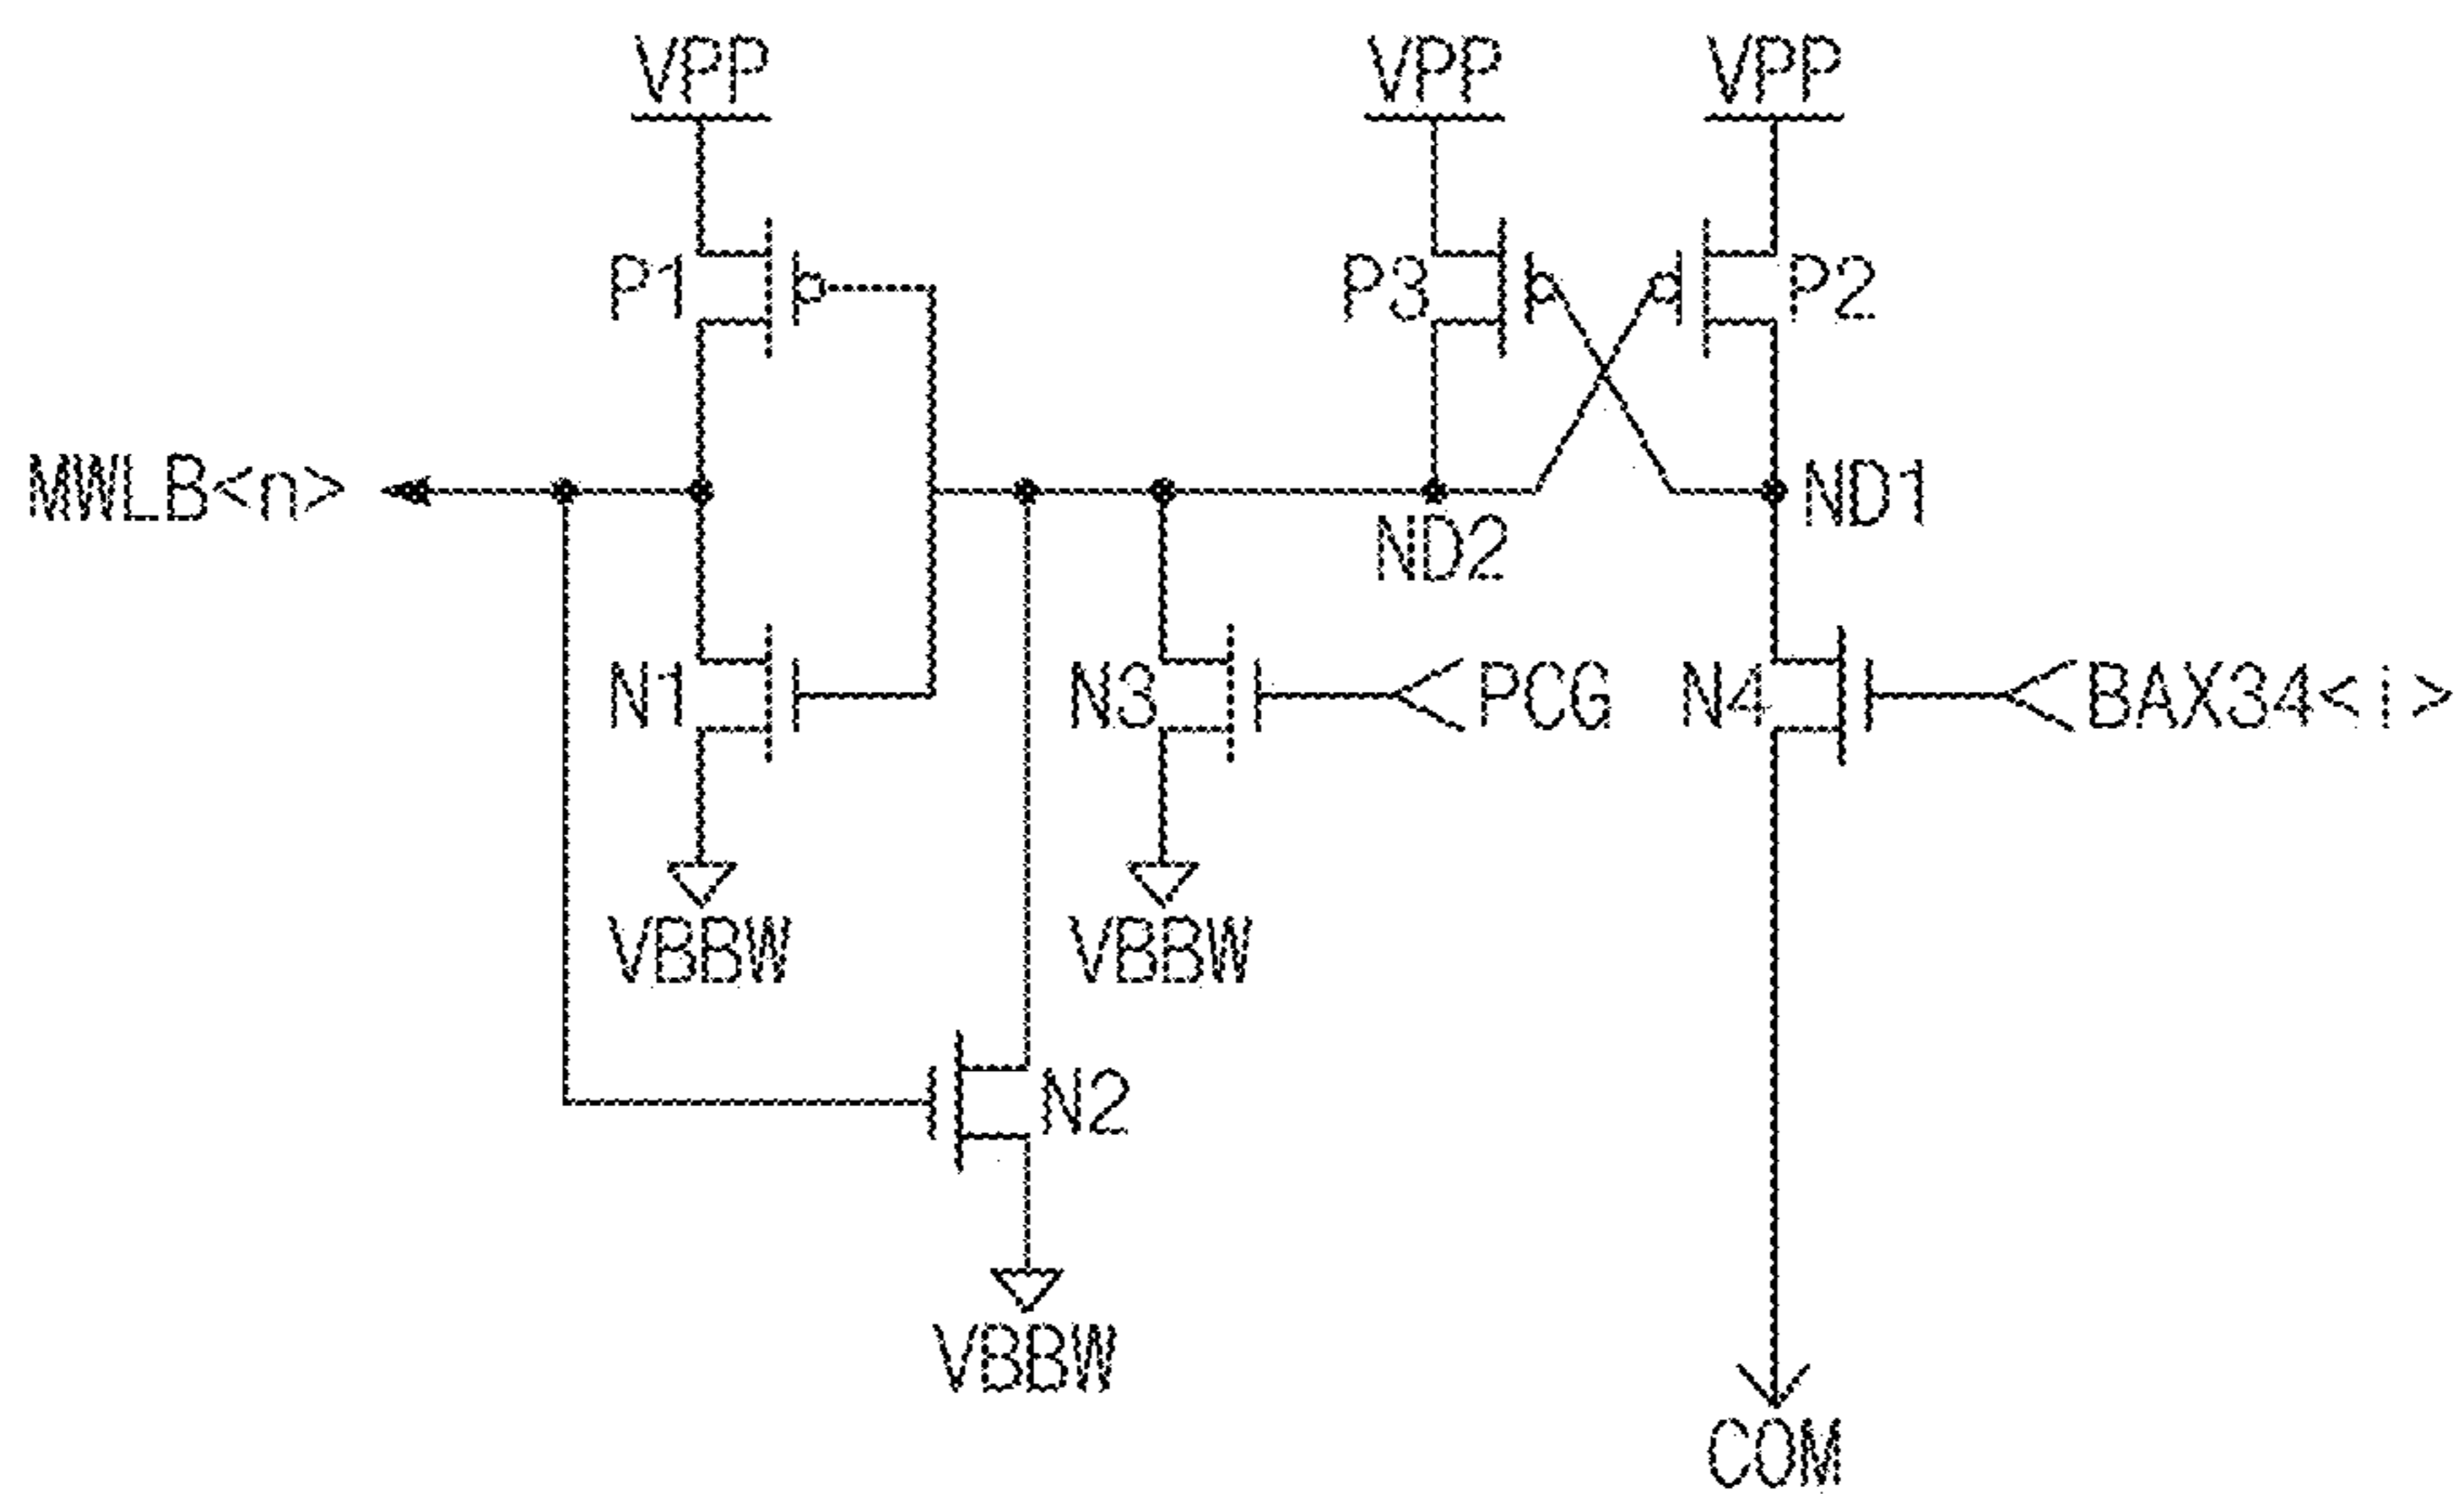 VPP
VPP
VPP
P1
P3
P2
MWLB<n>
ND1
ND2
N1
N3
PCG
N4
BAX34<i>
VBBW
VBBW
N2
VBBW
COM